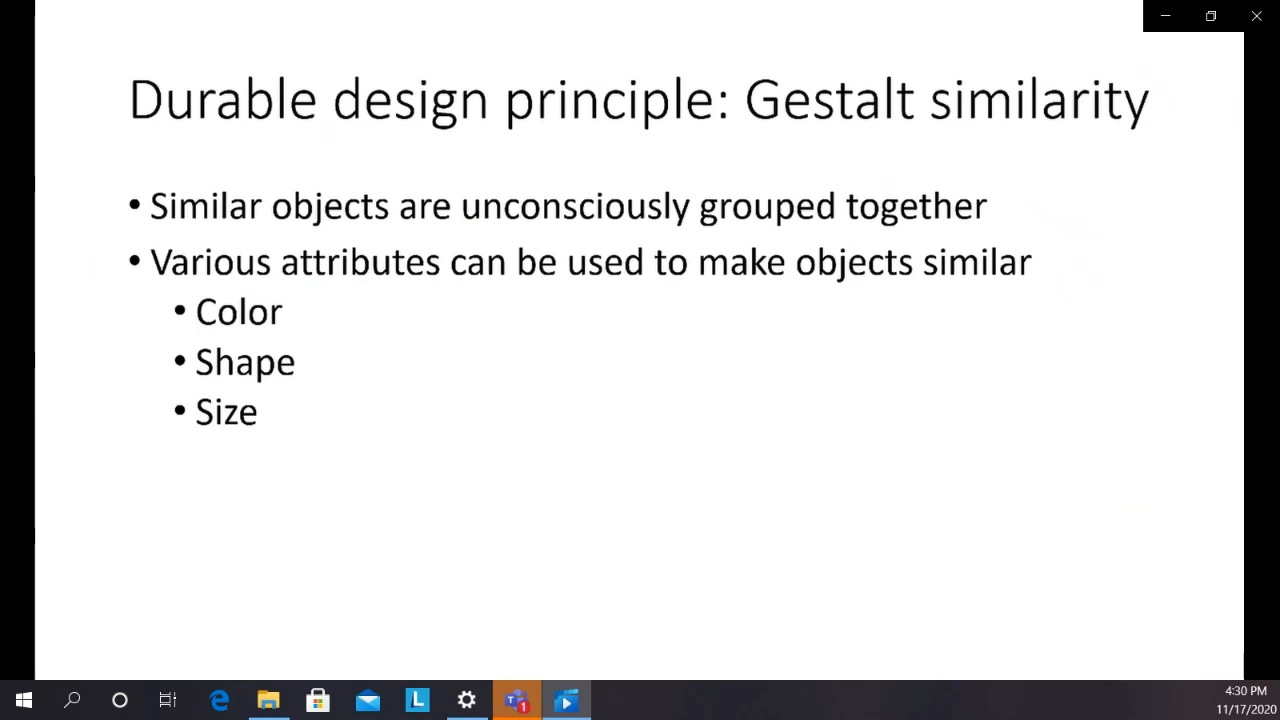 Durable design principle: Gestalt similarity
• Similar objects are unconsciously grouped together
• Various attributes can be used to make objects similar
• Color
• Shape
• Size
L
T
1
4:30 PM
11/17/2020